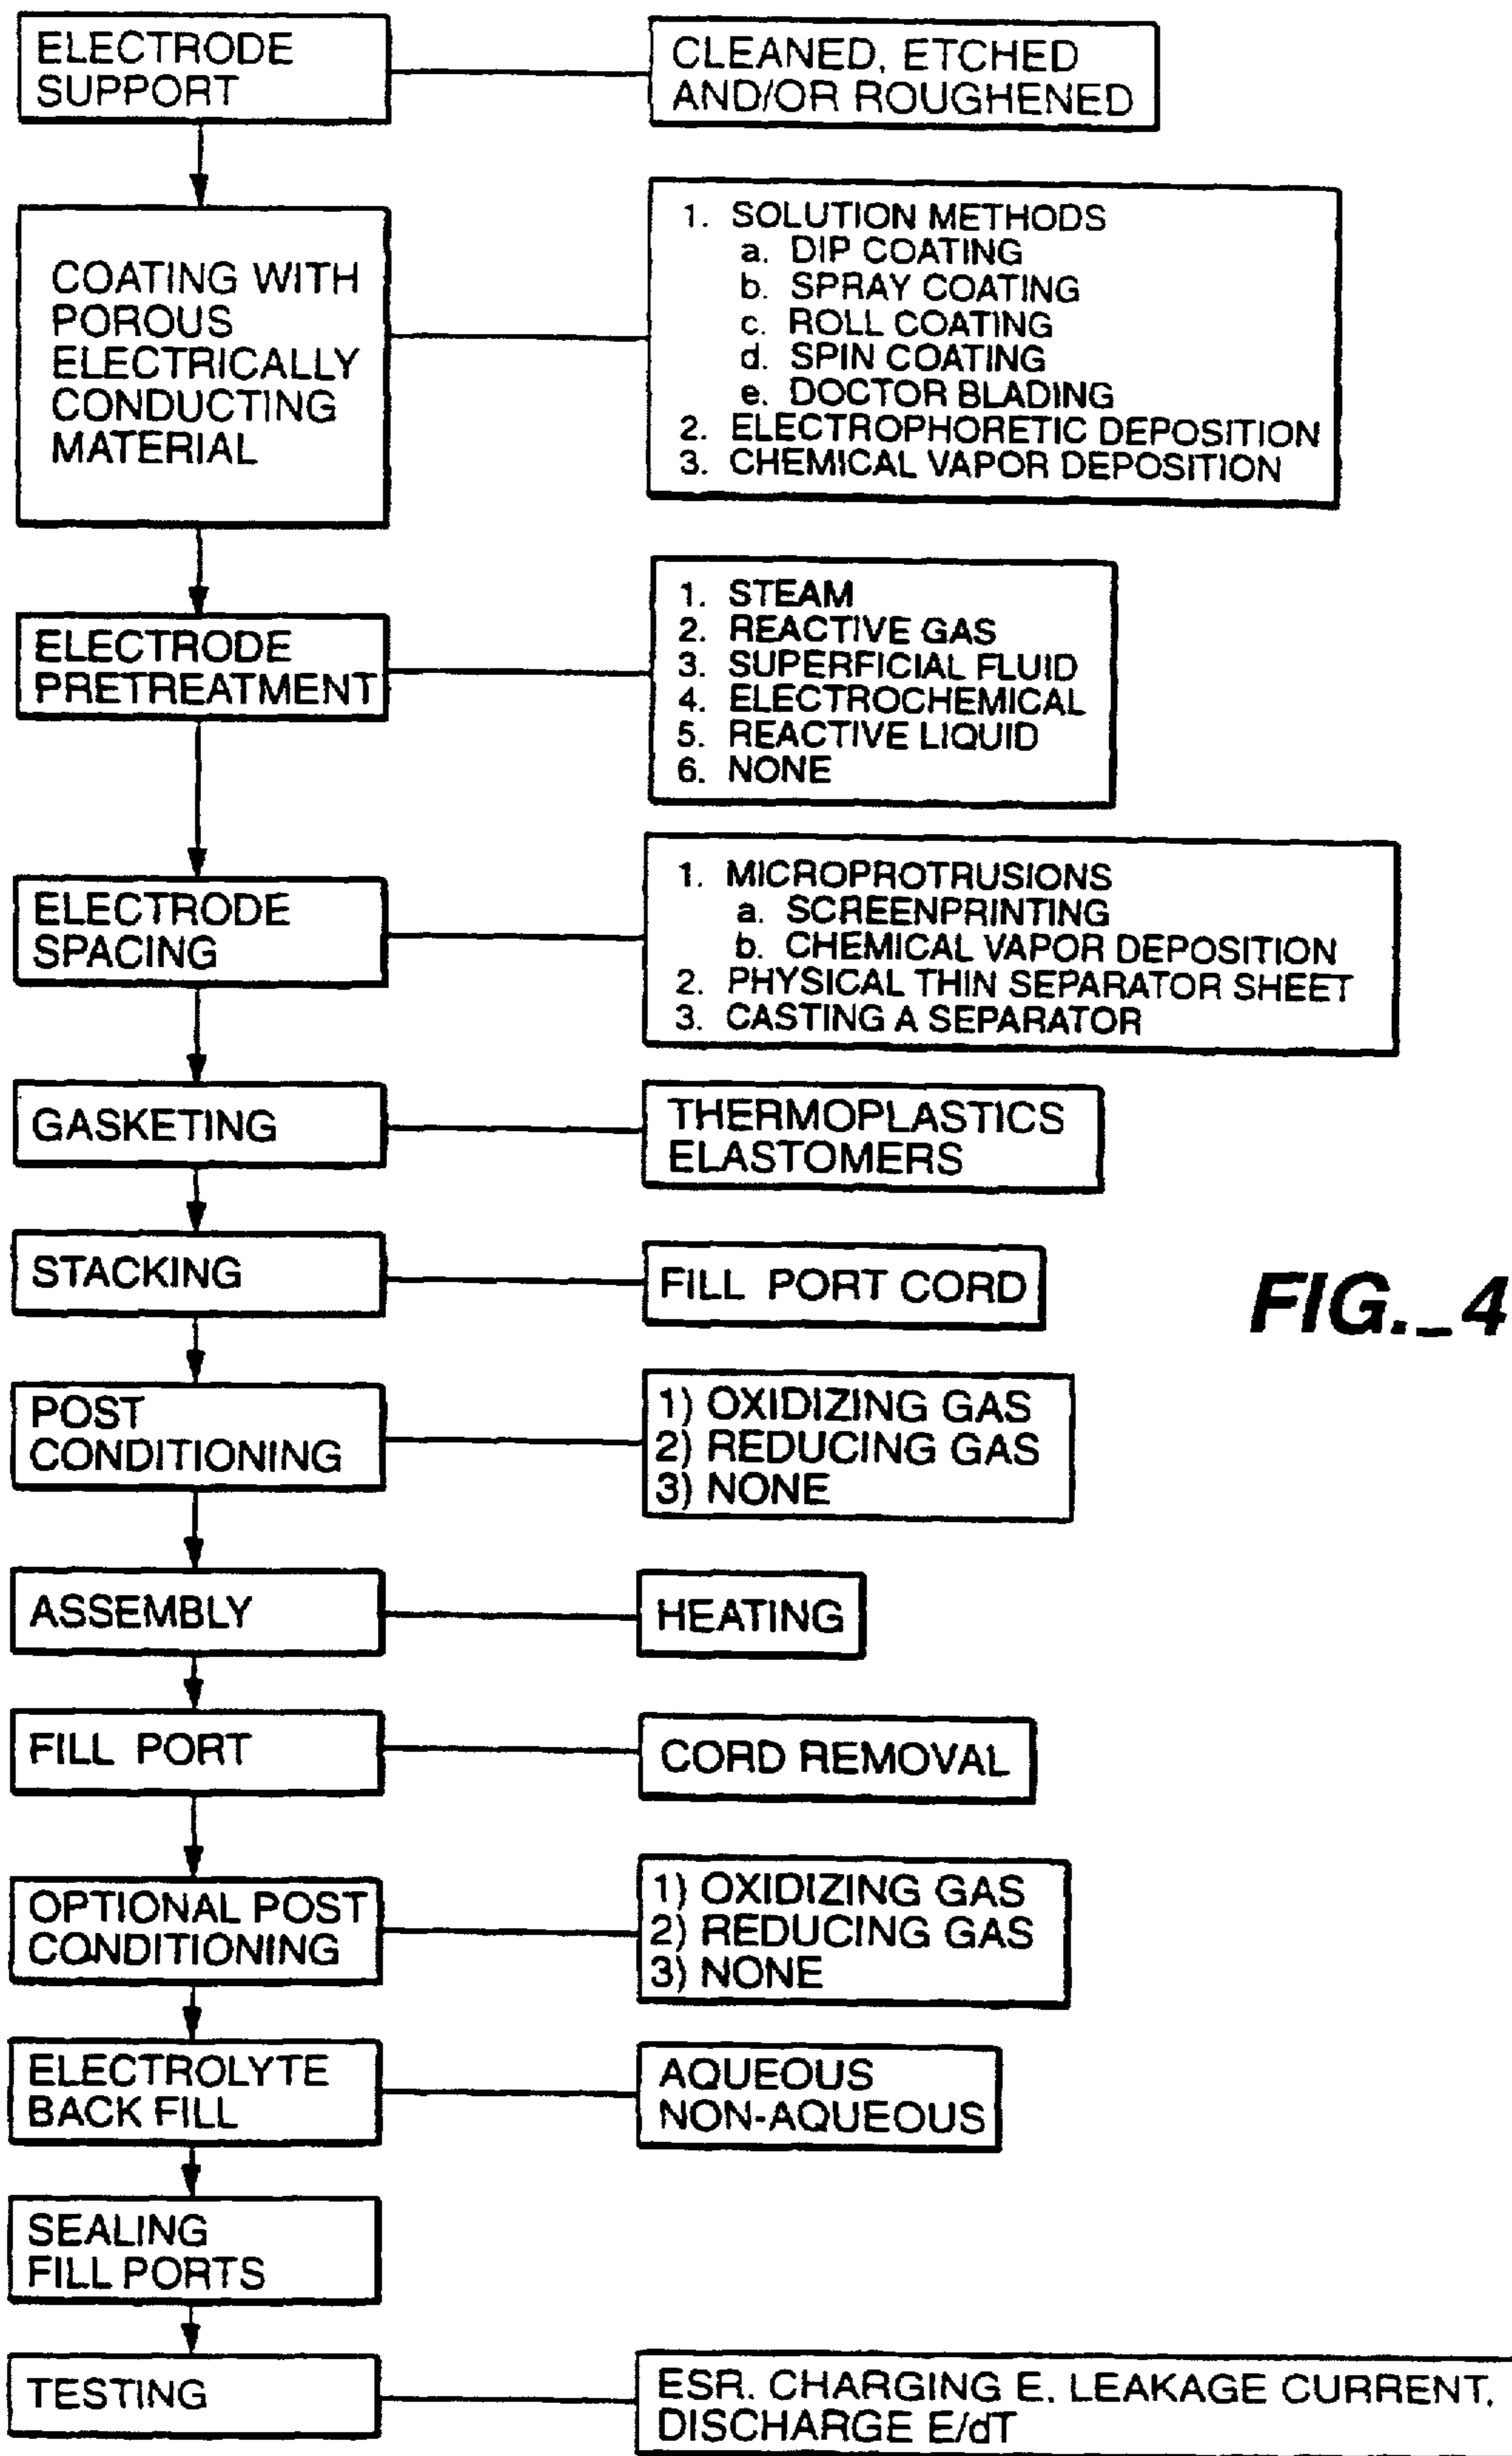 ELECTRODE
SUPPORT
CLEANED, ETCHED
AND/OR ROUGHENED
COATING WITH
POROUS
ELECTRICALLY
CONDUCTING
MATERIAL
1. SOLUTION METHODS
a. DIP COATING
b. SPRAY COATING
c. ROLL COATING
d. SPIN COATING
e. DOCTOR BLADING
2. ELECTROPHORETIC DEPOSITION
3. CHEMICAL VAPOR DEPOSITION
ELECTRODE
PRETREATMENT
1. STEAM
2. REACTIVE GAS
3. SUPERFICIAL FLUID
4. ELECTROCHEMICAL
5. REACTIVE LIQUID
6. NONE
ELECTRODE
SPACING
1. MICROPROTRUSIONS
a. SCREENPRINTING
b. CHEMICAL VAPOR DEPOSITION
2. PHYSICAL THIN SEPARATOR SHEET
3. CASTING A SEPARATOR
GASKETING
THERMOPLASTICS
ELASTOMERS
STACKING
FILL PORT CORD
FIG._4
POST
CONDITIONING
1) OXIDIZING GAS
2) REDUCING GAS
3) NONE
ASSEMBLY
HEATING
FILL PORT
CORD REMOVAL
OPTIONAL POST
CONDITIONING
1) OXIDIZING GAS
2) REDUCING GAS
3) NONE
ELECTROLYTE
BACK FILL
AQUEOUS
NON-AQUEOUS
SEALING
FILL PORTS
TESTING
ESR. CHARGING E. LEAKAGE CURRENT,
DISCHARGE E/dT